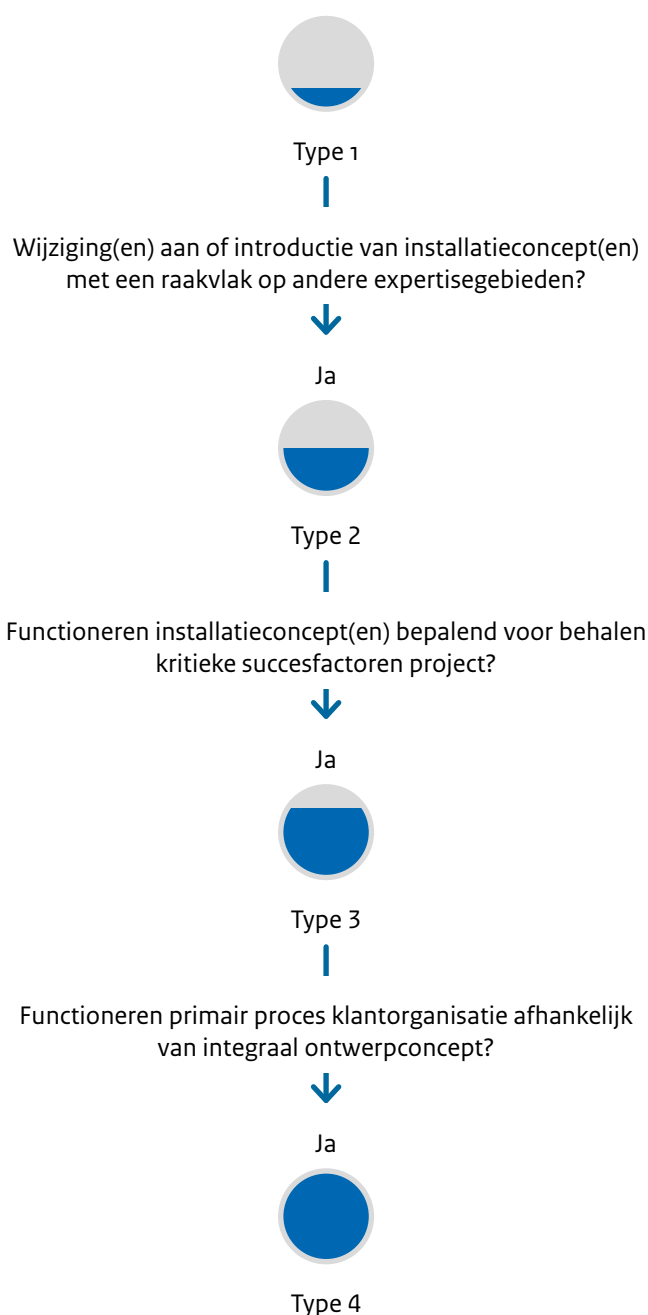 Type 1
Wijziging(en) aan of introductie van installatieconcept(en)
met een raakvlak op andere expertisegebieden?
Ja
Type 2
Functioneren installatieconcept(en) bepalend voor behalen
kritieke succesfactoren project?
Ja
Type 3
Functioneren primair proces klantorganisatie afhankelijk
van integraal ontwerpconcept?
Ja
Type 4